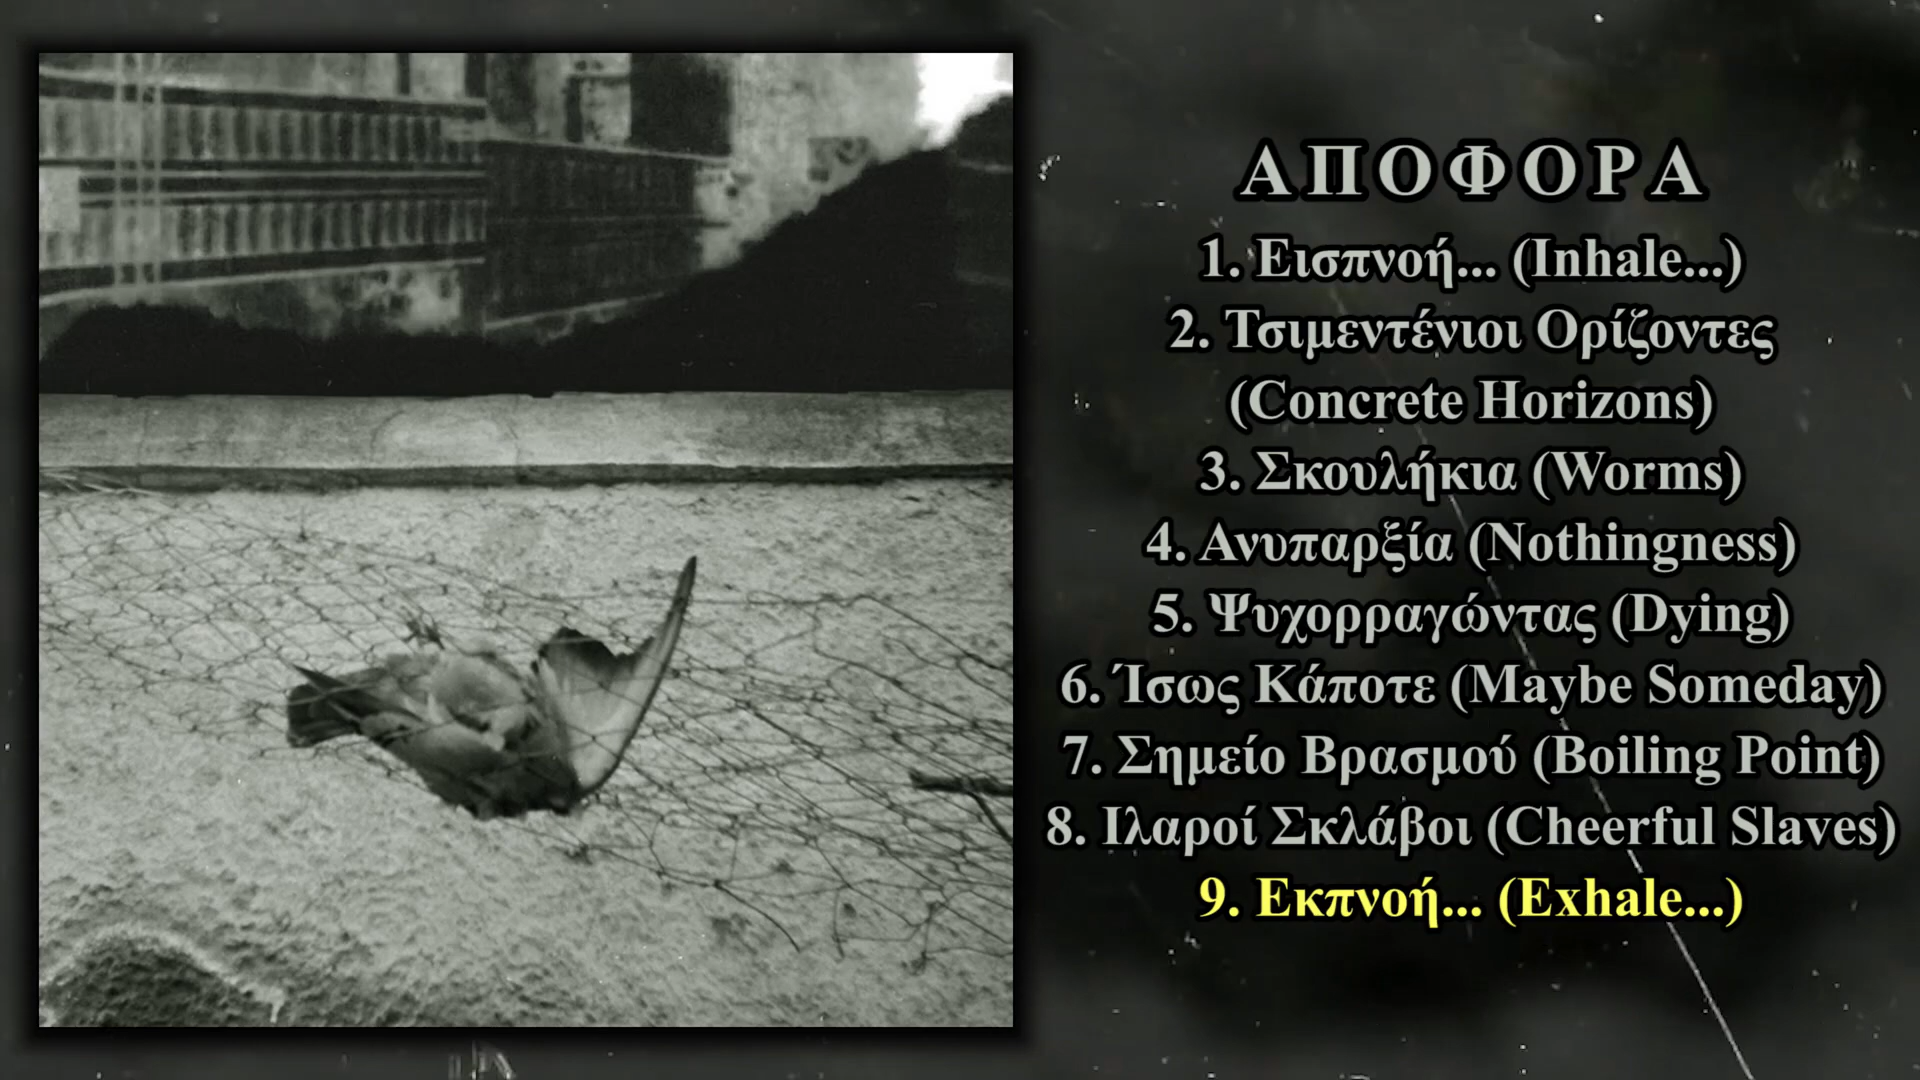 ΑΠΟΦΟΡΑ
1. Εισπνοή... (Inhale...)
2. Τσιμεντένιοι Ορίζοντες
(Concrete Horizons)
3. Σκουλήκια (Worms)
4. Ανυπαρξία (Nothingness)
5. Ψυχορραγώντας (Dying)
6. Ίσως Κάποτε (Maybe Someday)
7. Σημείο Βρασμού (Boiling Point)
8. Ιλαροί Σκλάβοι (Cheerful Slaves)
9. Εκπνοή... (Exhale...)